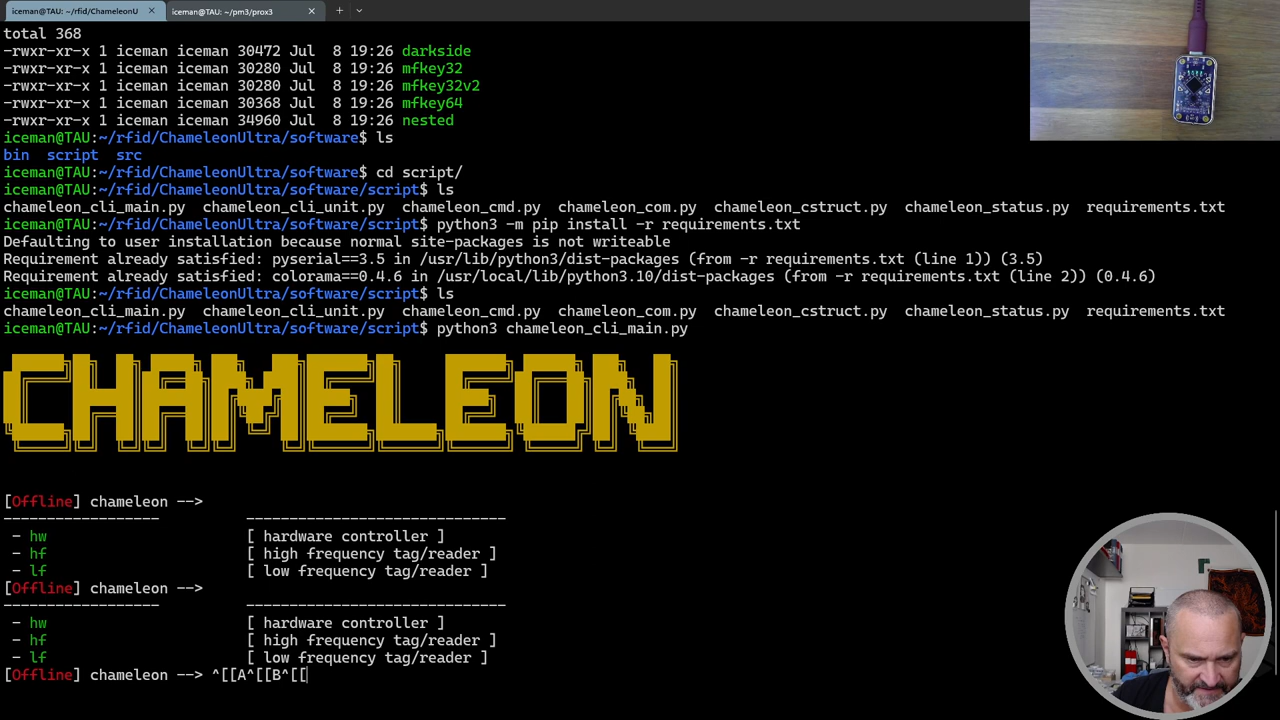 iceman@TAU: ~/rfid/ChameleonU
iceman@TAU: ~/pm3/prox3
total 368
-rwxr-xr-x 1 iceman iceman 30472 Jul  8 19:26 darkside
-rwxr-xr-x 1 iceman iceman 30280 Jul  8 19:26 mfkey32
-rwxr-xr-x 1 iceman iceman 30280 Jul  8 19:26 mfkey32v2
-rwxr-xr-x 1 iceman iceman 30368 Jul  8 19:26 mfkey64
-rwxr-xr-x 1 iceman iceman 34960 Jul  8 19:26 nested
iceman@TAU:~/rfid/ChameleonUltra/software$ ls
bin  script  src
iceman@TAU:~/rfid/ChameleonUltra/software$ cd script/
iceman@TAU:~/rfid/ChameleonUltra/software/script$ ls
chameleon_cli_main.py  chameleon_cli_unit.py  chameleon_cmd.py  chameleon_com.py  chameleon_cstruct.py  chameleon_status.py  requirements.txt
iceman@TAU:~/rfid/ChameleonUltra/software/script$ python3 -m pip install -r requirements.txt
Defaulting to user installation because normal site-packages is not writeable
Requirement already satisfied: pyserial==3.5 in /usr/lib/python3/dist-packages (from -r requirements.txt (line 1)) (3.5)
Requirement already satisfied: colorama==0.4.6 in /usr/local/lib/python3.10/dist-packages (from -r requirements.txt (line 2)) (0.4.6)
iceman@TAU:~/rfid/ChameleonUltra/software/script$ ls
chameleon_cli_main.py  chameleon_cli_unit.py  chameleon_cmd.py  chameleon_com.py  chameleon_cstruct.py  chameleon_status.py  requirements.txt
iceman@TAU:~/rfid/ChameleonUltra/software/script$ python3 chameleon_cli_main.py
CHAMELEON
[Offline] chameleon -->
------------------ ------------------------------
- hw [ hardware controller ]
- hf [ high frequency tag/reader ]
- lf [ low frequency tag/reader ]
[Offline] chameleon -->
------------------ ------------------------------
- hw [ hardware controller ]
- hf [ high frequency tag/reader ]
- lf [ low frequency tag/reader ]
[Offline] chameleon --> ^[[A^[[B^[[